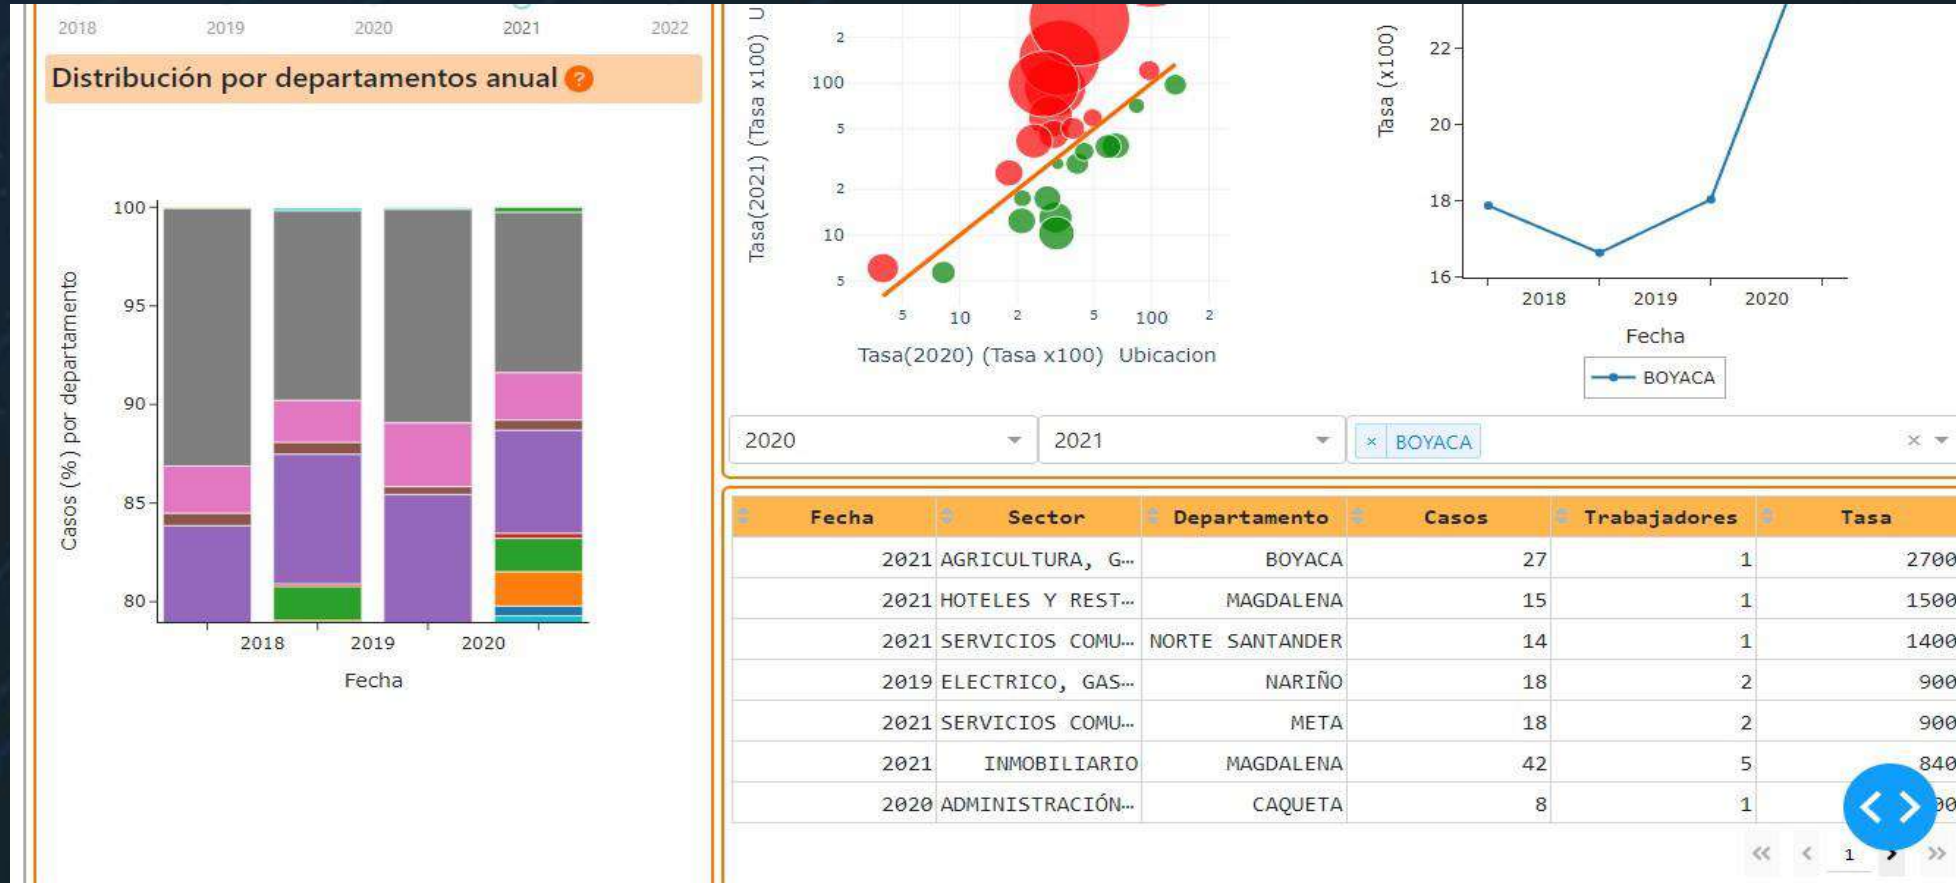 2018 2019 2020 2021 2022
Distribución por departamentos anual ?
100
95
90
85
80
Casos (%) por departamento
2018 2019 2020
Fecha
Tasa(2021) (Tasa x100) U
2
100
5
2
10
5
5 10 2 5 100 2
Tasa(2020) (Tasa x100) Ubicacion
Tasa (x100)
22
20
18
16
2018 2019 2020
Fecha
BOYACA
2020 2021 × BOYACA ×
Fecha Sector Departamento Casos Trabajadores Tasa
2021 AGRICULTURA, G… BOYACA 27 1 2700
2021 HOTELES Y REST… MAGDALENA 15 1 1500
2021 SERVICIOS COMU… NORTE SANTANDER 14 1 1400
2019 ELECTRICO, GAS… NARIÑO 18 2 900
2021 SERVICIOS COMU… META 18 2 900
2021 INMOBILIARIO MAGDALENA 42 5 840
2020 ADMINISTRACIÓN… CAQUETA 8 1
<< < 1 > >>